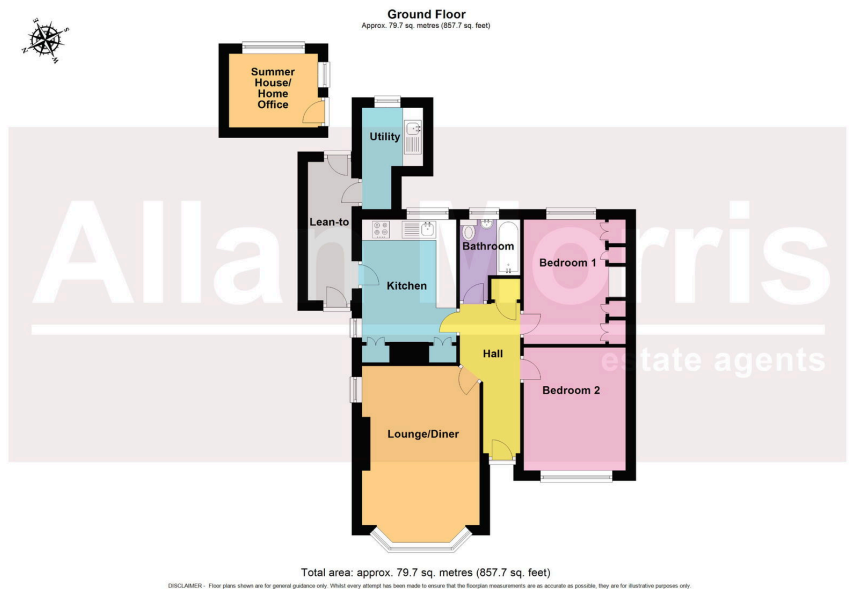 Ground Floor
Approx. 79.7 sq. metres (857.7 sq. feet)
N
E
S
W
Summer
House/
Home
Office
Utility
Lean-to
Bathroom
Bedroom 1
Kitchen
Hall
Bedroom 2
Lounge/Diner
Allan Morris
estate agents
Total area: approx. 79.7 sq. metres (857.7 sq. feet)
DISCLAIMER - Floor plans shown are for general guidance only. Whilst every attempt has been made to ensure that the floorplan measurements are as accurate as possible, they are for illustrative purposes only.